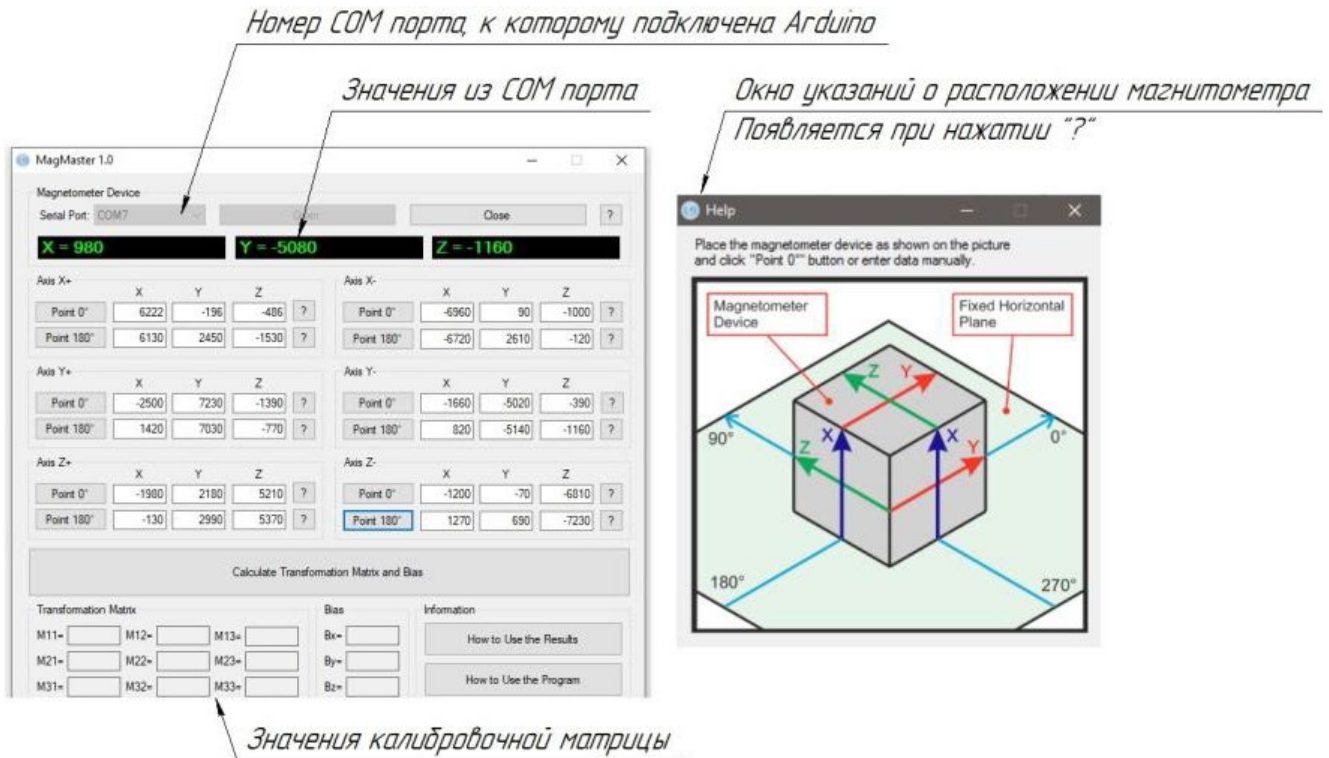 Номер COM порта, к которому подключена Arduino
Значения из COM порта
Окно указаний о расположении магнитометра
Появляется при нажатии "?"
MagMaster 1.0
Magnetometer Device
Serial Port: COM7 Open Close ?
X = 980 Y = -5080 Z = -1160
Axis X+
X Y Z
Point 0° 6222 -196 -486 ?
Point 180° 6130 2450 -1530 ?
Axis X-
X Y Z
Point 0° -6960 90 -1000 ?
Point 180° -6720 2610 -120 ?
Axis Y+
X Y Z
Point 0° -2500 7230 -1390 ?
Point 180° 1420 7030 -770 ?
Axis Y-
X Y Z
Point 0° -1660 -5020 -390 ?
Point 180° 820 -5140 -1160 ?
Axis Z+
X Y Z
Point 0° -1980 2180 5210 ?
Point 180° -130 2990 5370 ?
Axis Z-
X Y Z
Point 0° -1200 -70 -6810 ?
Point 180° 1270 690 -7230 ?
Calculate Transformation Matrix and Bias
Transformation Matrix
M11= M12= M13=
M21= M22= M23=
M31= M32= M33=
Bias
Bx=
By=
Bz=
Information
How to Use the Results
How to Use the Program
Help
Place the magnetometer device as shown on the picture
and click "Point 0°" button or enter data manually.
Magnetometer
Device
Fixed Horizontal
Plane
Z Y
90° X X 0°
Z Y
180° 270°
Значения калибровочной матрицы